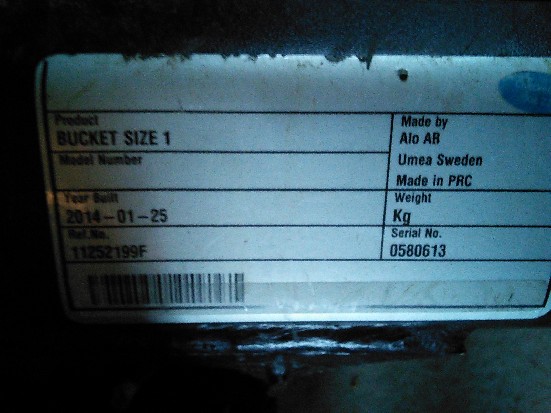 Product
BUCKET SIZE 1
Made by
Alo AB
Model Number
Umea Sweden
Made in PRC
Year Built
2014-01-25
Weight
Kg
Ref.No.
11252199F
Serial No.
0580613